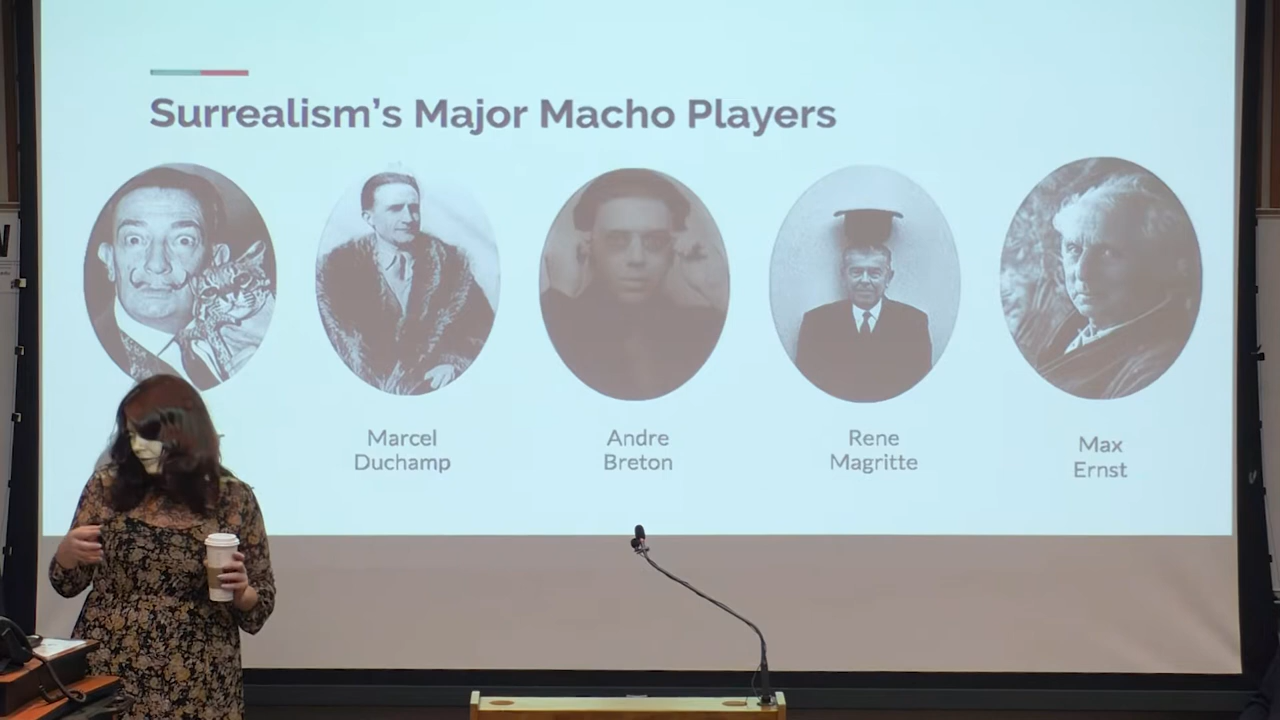 Surrealism's Major Macho Players
Marcel
Duchamp
Andre
Breton
Rene
Magritte
Max
Ernst